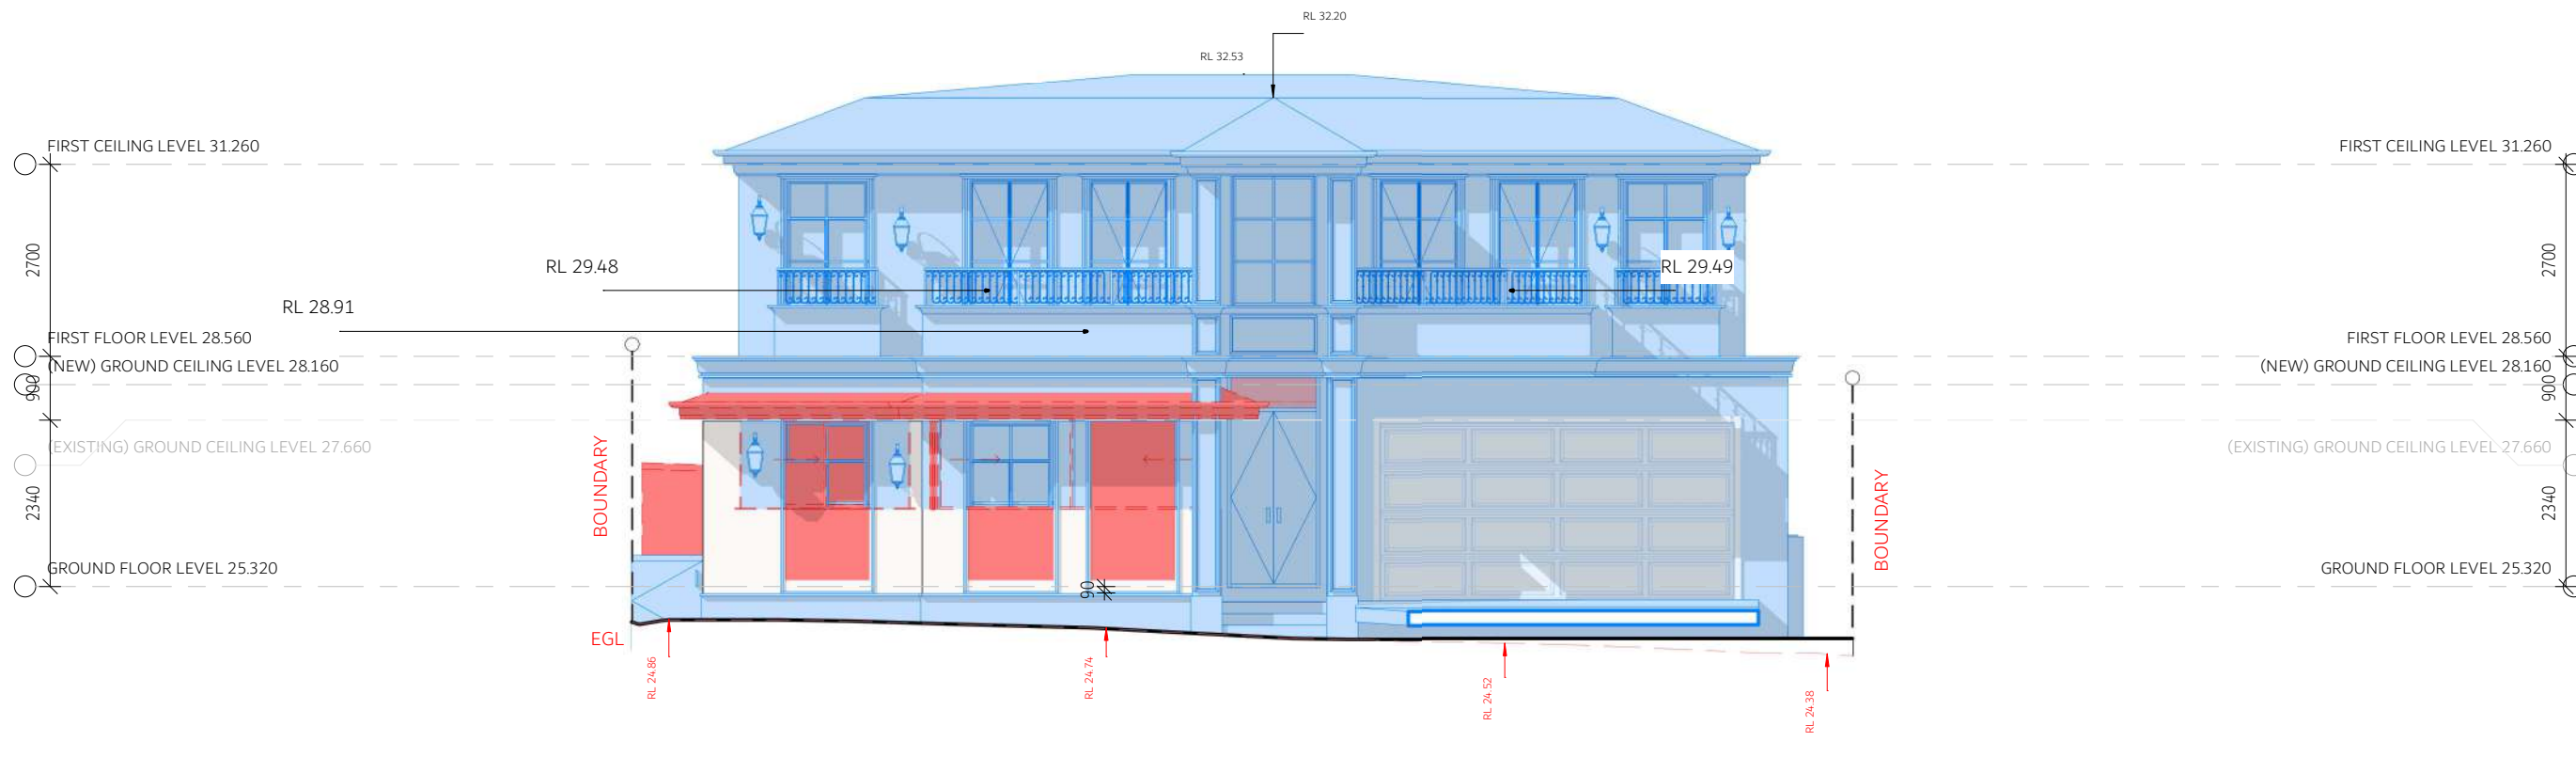 RL 32.20
RL 32.53
FIRST CEILING LEVEL 31.260
FIRST CEILING LEVEL 31.260
2700
2700
RL 29.48
RL 29.49
RL 28.91
FIRST FLOOR LEVEL 28.560
FIRST FLOOR LEVEL 28.560
(NEW) GROUND CEILING LEVEL 28.160
(NEW) GROUND CEILING LEVEL 28.160
900
900
(EXISTING) GROUND CEILING LEVEL 27.660
(EXISTING) GROUND CEILING LEVEL 27.660
BOUNDARY
BOUNDARY
2340
2340
GROUND FLOOR LEVEL 25.320
GROUND FLOOR LEVEL 25.320
90
EGL
RL 24.86
RL 24.74
RL 24.52
RL 24.38